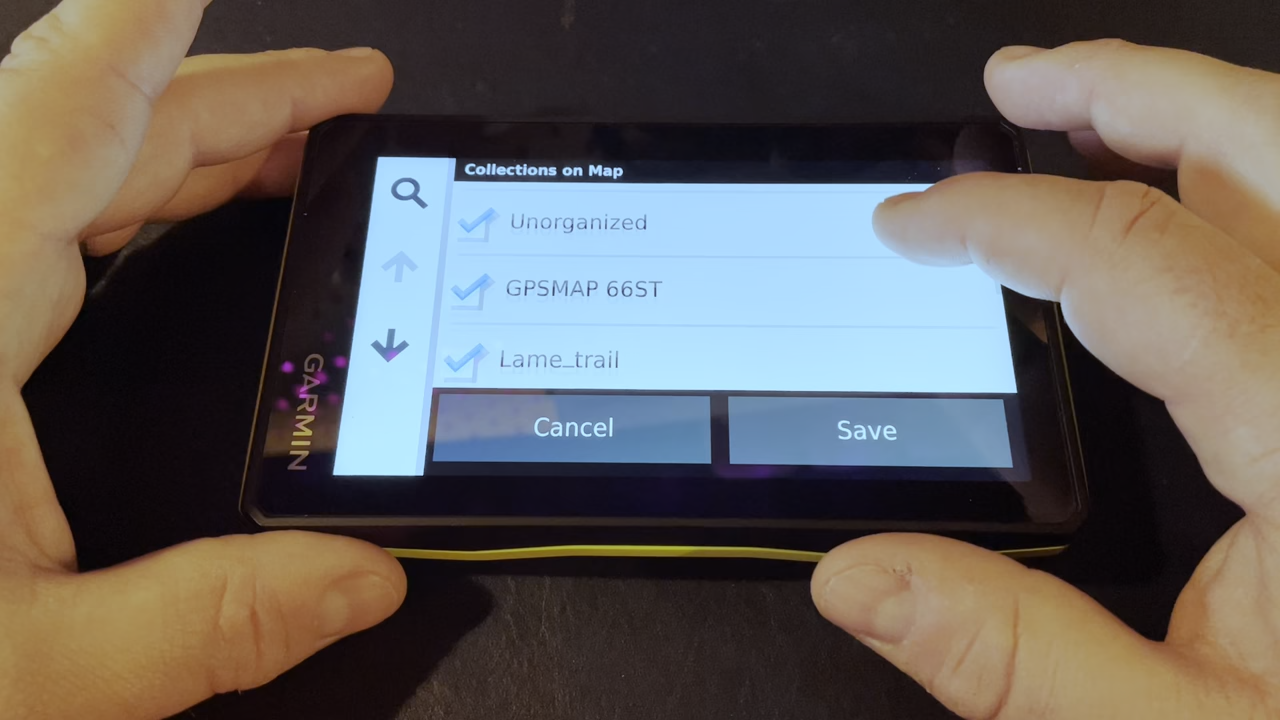 Collections on Map
Unorganized
GPSMAP 66ST
Lame_trail
Cancel
Save
GARMIN